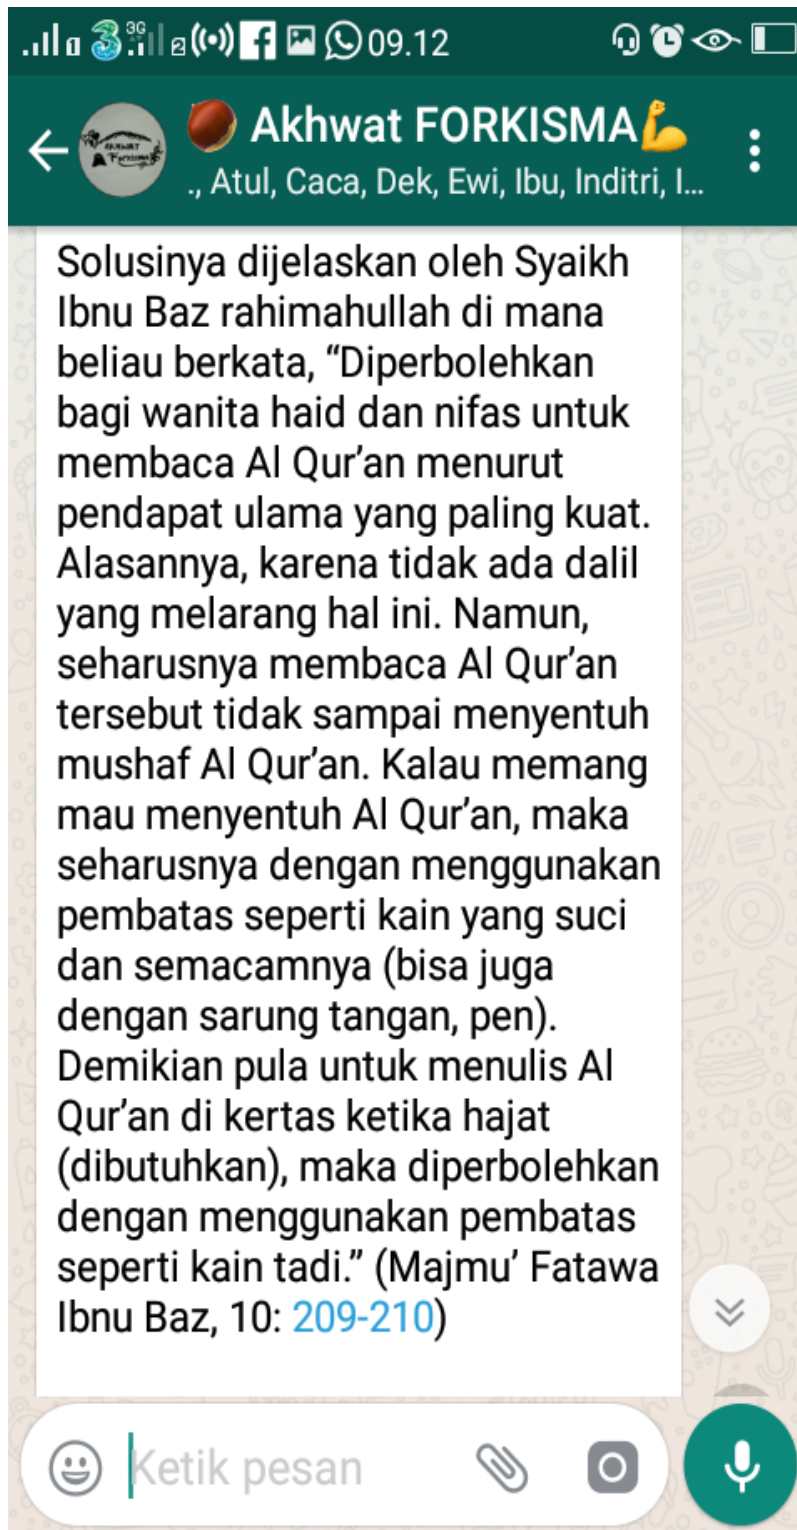 3G
2
09.12
Akhwat FORKISMA
., Atul, Caca, Dek, Ewi, Ibu, Inditri, I...
Solusinya dijelaskan oleh Syaikh
Ibnu Baz rahimahullah di mana
beliau berkata, “Diperbolehkan
bagi wanita haid dan nifas untuk
membaca Al Qur’an menurut
pendapat ulama yang paling kuat.
Alasannya, karena tidak ada dalil
yang melarang hal ini. Namun,
seharusnya membaca Al Qur’an
tersebut tidak sampai menyentuh
mushaf Al Qur’an. Kalau memang
mau menyentuh Al Qur’an, maka
seharusnya dengan menggunakan
pembatas seperti kain yang suci
dan semacamnya (bisa juga
dengan sarung tangan, pen).
Demikian pula untuk menulis Al
Qur’an di kertas ketika hajat
(dibutuhkan), maka diperbolehkan
dengan menggunakan pembatas
seperti kain tadi.” (Majmu’ Fatawa
Ibnu Baz, 10: 209-210)
Ketik pesan